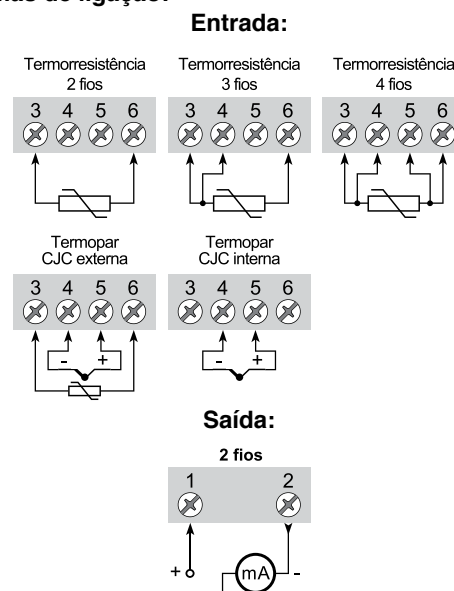 Entrada:
Termorresistência Termorresistência Termorresistência
2 fios 3 fios 4 fios
3 4 5 6 3 4 5 6 3 4 5 6
Termopar Termopar
CJC externa CJC interna
3 4 5 6 3 4 5 6
- + - +
Saída:
2 fios
1 2
+ mA -